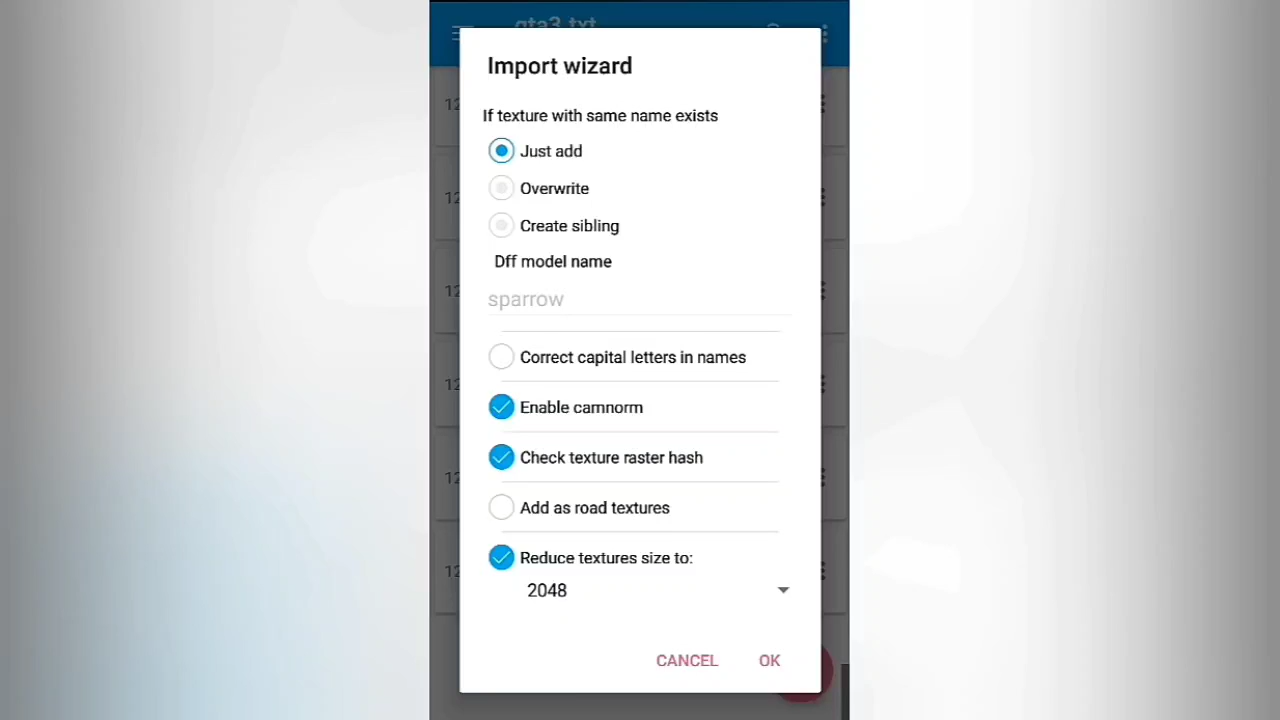 gta3.txt
Import wizard
If texture with same name exists
Just add
Overwrite
Create sibling
Dff model name
sparrow
Correct capital letters in names
Enable camnorm
Check texture raster hash
Add as road textures
Reduce textures size to:
2048
CANCEL OK